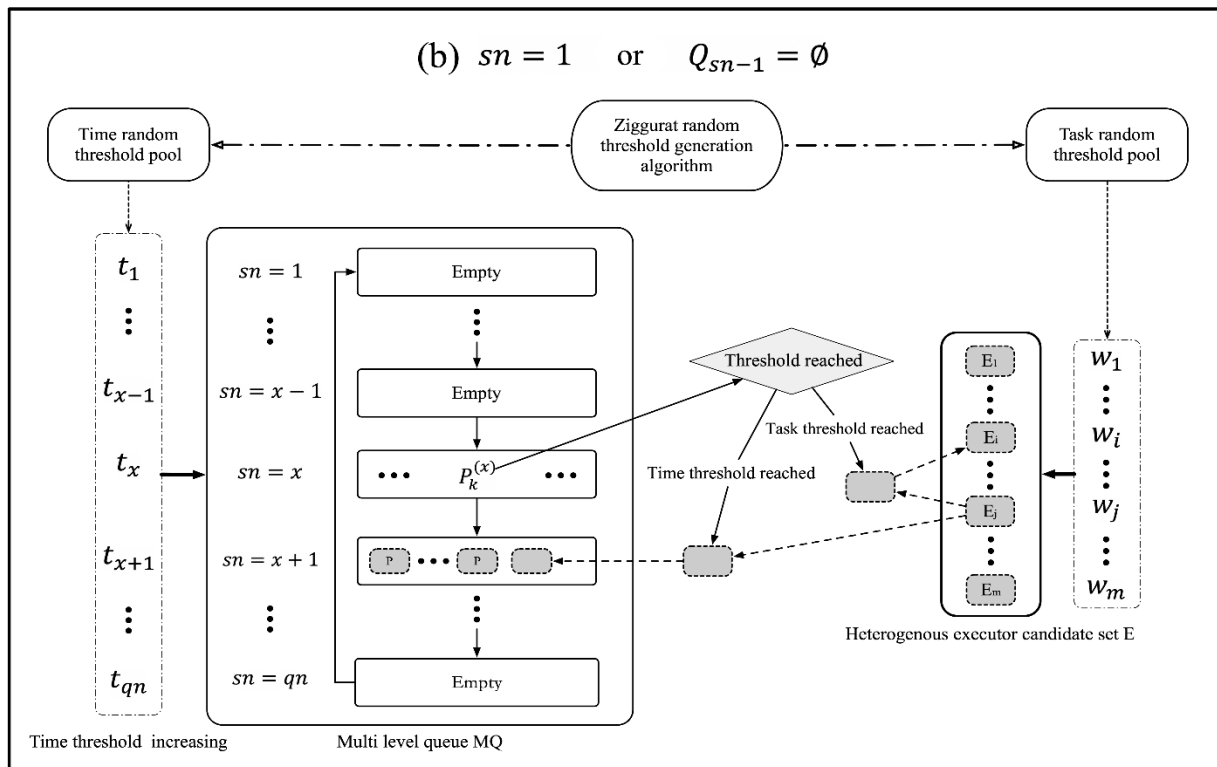 (b) sn = 1 or Q_{sn−1} = ∅
Time random
threshold pool
Ziggurat random
threshold generation
algorithm
Task random
threshold pool
t_1
t_{x−1}
t_x
t_{x+1}
t_{qn}
Time threshold increasing
sn = 1
Empty
sn = x − 1
Empty
sn = x
P_k^{(x)}
sn = x + 1
P
P
sn = qn
Empty
Multi level queue MQ
Threshold reached
Task threshold reached
Time threshold reached
E_1
E_i
E_j
E_m
Heterogenous executor candidate set E
w_1
w_i
w_j
w_m